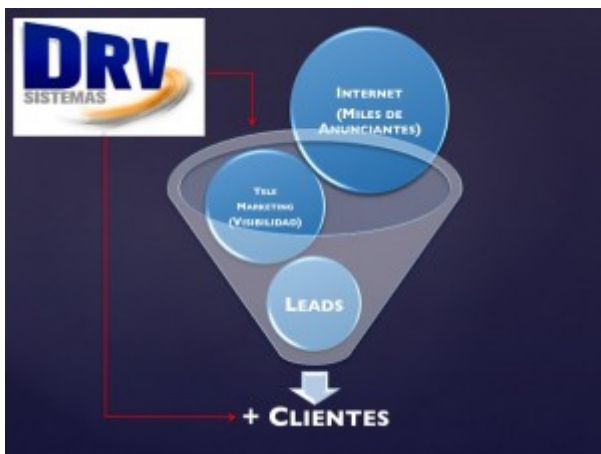 DRV
SISTEMAS
INTERNET
(MILES DE
ANUNCIANTES)
TELE
MARKETING
(VISIBILIDAD)
LEADS
+ CLIENTES